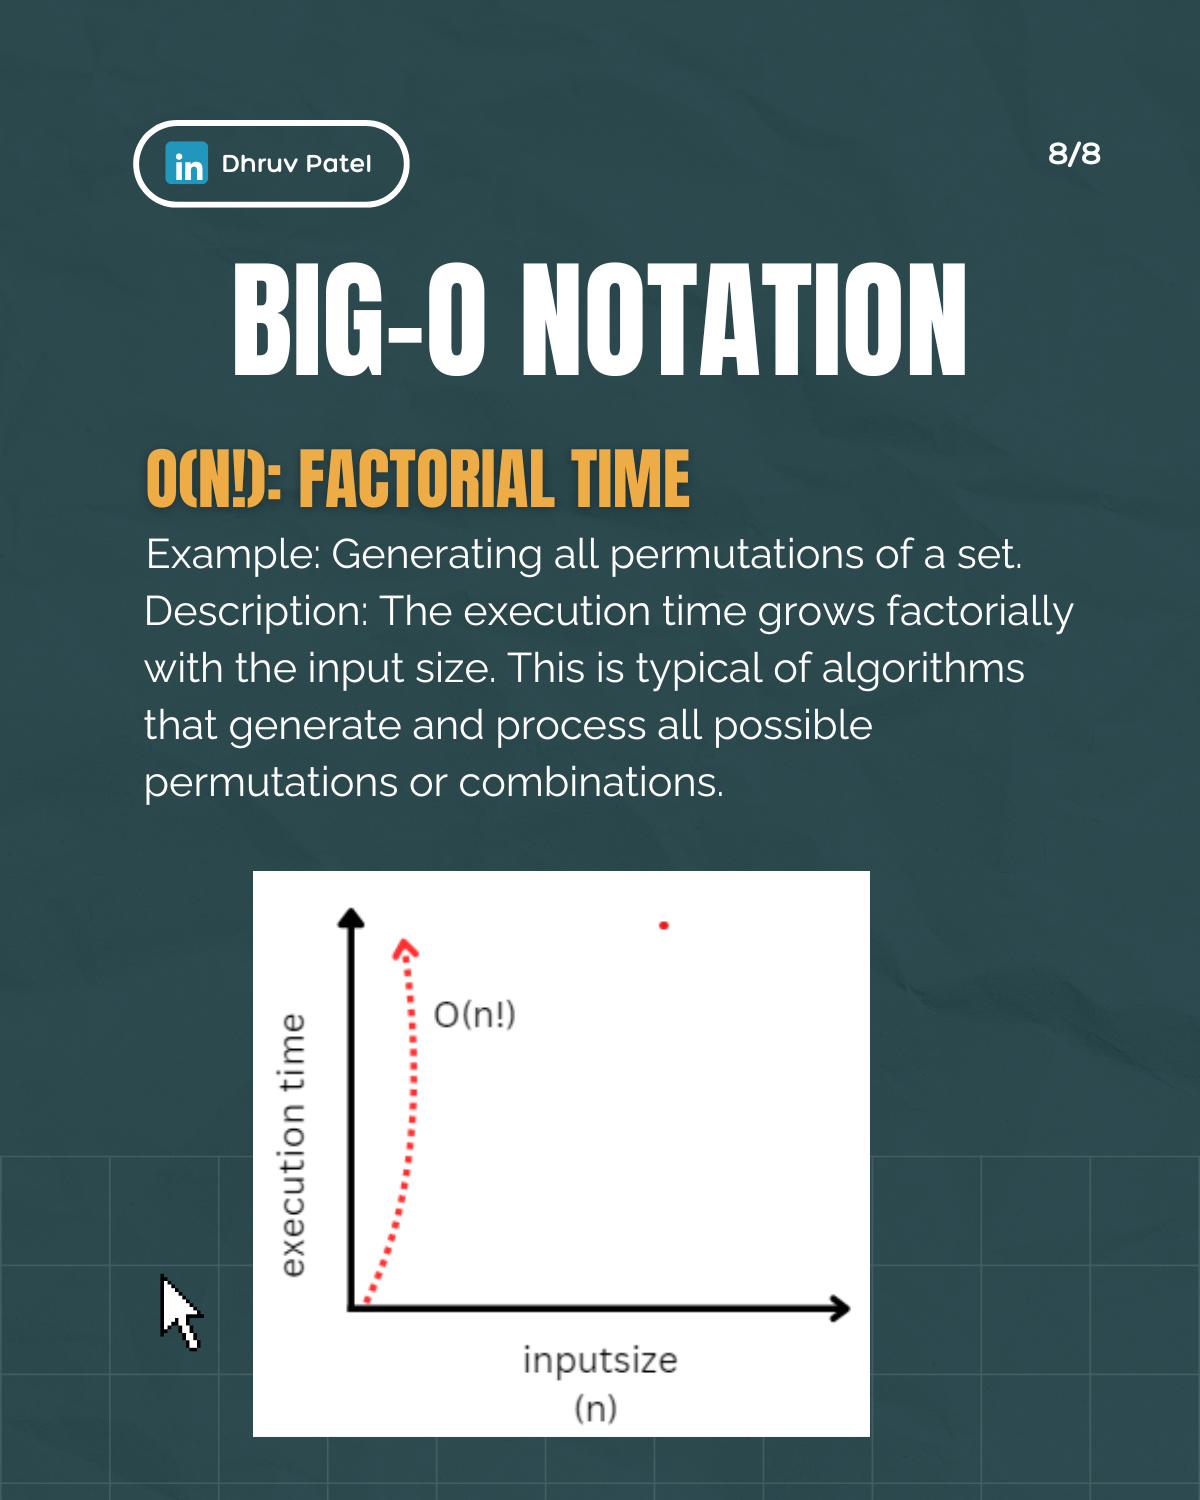 in Dhruv Patel
8/8
BIG-O NOTATION
O(N!): FACTORIAL TIME
Example: Generating all permutations of a set.
Description: The execution time grows factorially
with the input size. This is typical of algorithms
that generate and process all possible
permutations or combinations.
O(n!)
execution time
inputsize
(n)